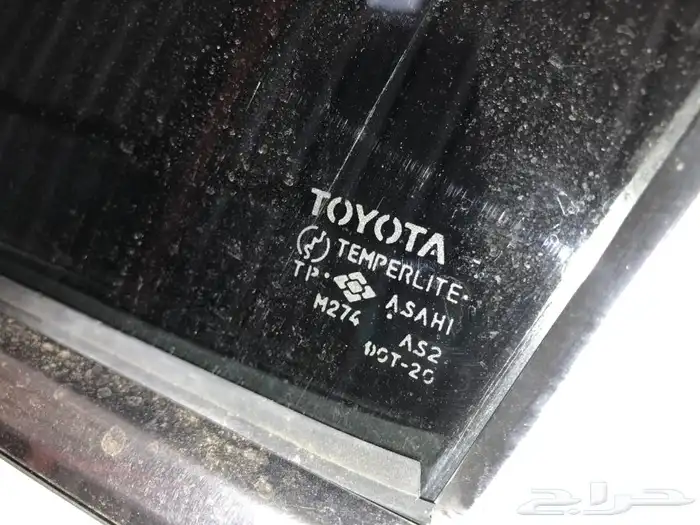 TOYOTA
TEMPERLITE.
TP. ASAHI
M274 AS2
DOT-20
حراج